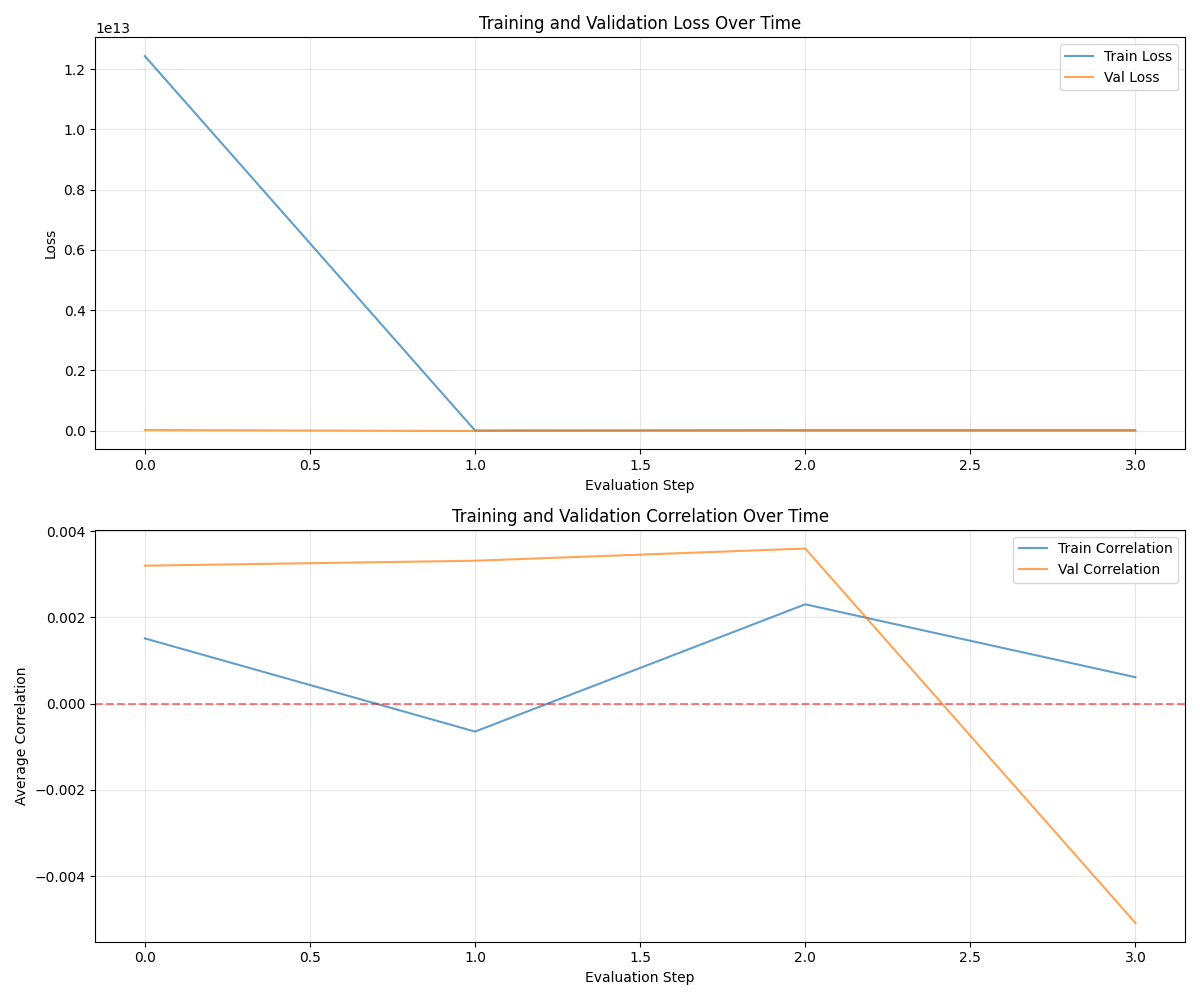 Training and Validation Loss Over Time
1e13
Train Loss
Val Loss
1.2
1.0
0.8
0.6
0.4
0.2
0.0
Loss
0.0 0.5 1.0 1.5 2.0 2.5 3.0
Evaluation Step
Training and Validation Correlation Over Time
Train Correlation
Val Correlation
0.004
0.002
0.000
−0.002
−0.004
Average Correlation
0.0 0.5 1.0 1.5 2.0 2.5 3.0
Evaluation Step